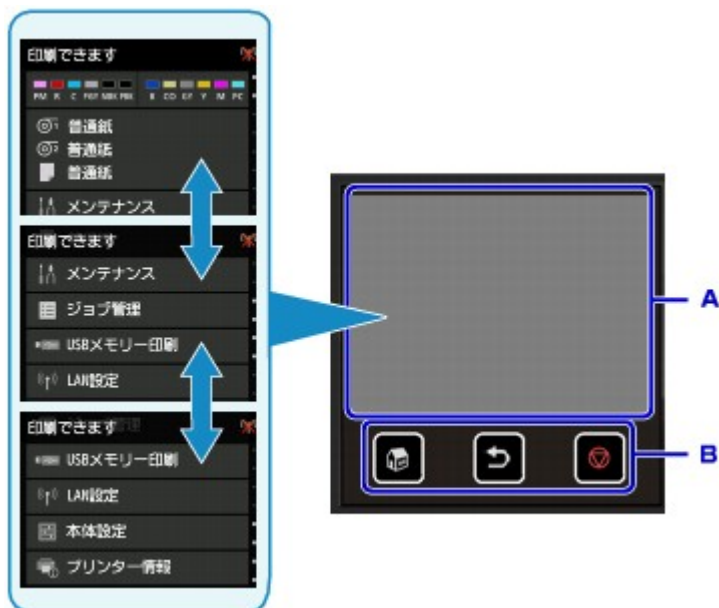 印刷できます
PM R C PGY MBK PBK B CO GY Y M PC
普通紙
普通紙
普通紙
メンテナンス
印刷できます
メンテナンス
ジョブ管理
USBメモリー印刷
LAN設定
印刷できます
USBメモリー印刷
LAN設定
本体設定
プリンター情報
A
B